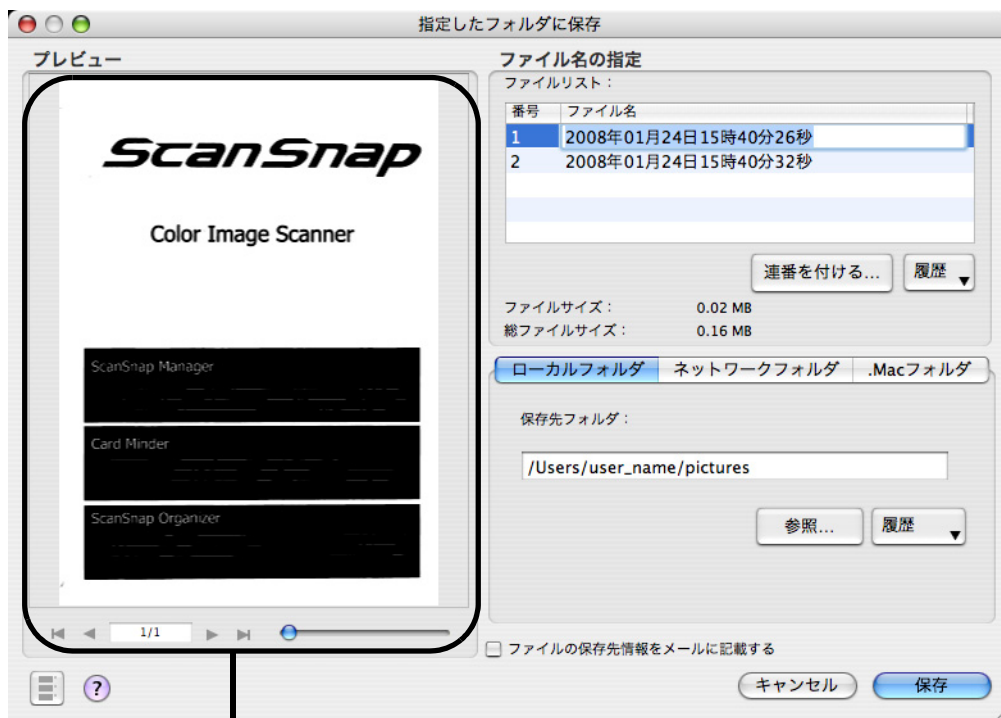 指定したフォルダに保存
プレビュー
ScanSnap
Color Image Scanner
ScanSnap Manager
Card Minder
ScanSnap Organizer
1/1
?
ファイル名の指定
ファイルリスト：
番号 ファイル名
1 2008年01月24日15時40分26秒
2 2008年01月24日15時40分32秒
連番を付ける... 履歴
ファイルサイズ： 0.02 MB
総ファイルサイズ： 0.16 MB
ローカルフォルダ ネットワークフォルダ .Macフォルダ
保存先フォルダ：
/Users/user_name/pictures
参照... 履歴
ファイルの保存先情報をメールに記載する
キャンセル 保存